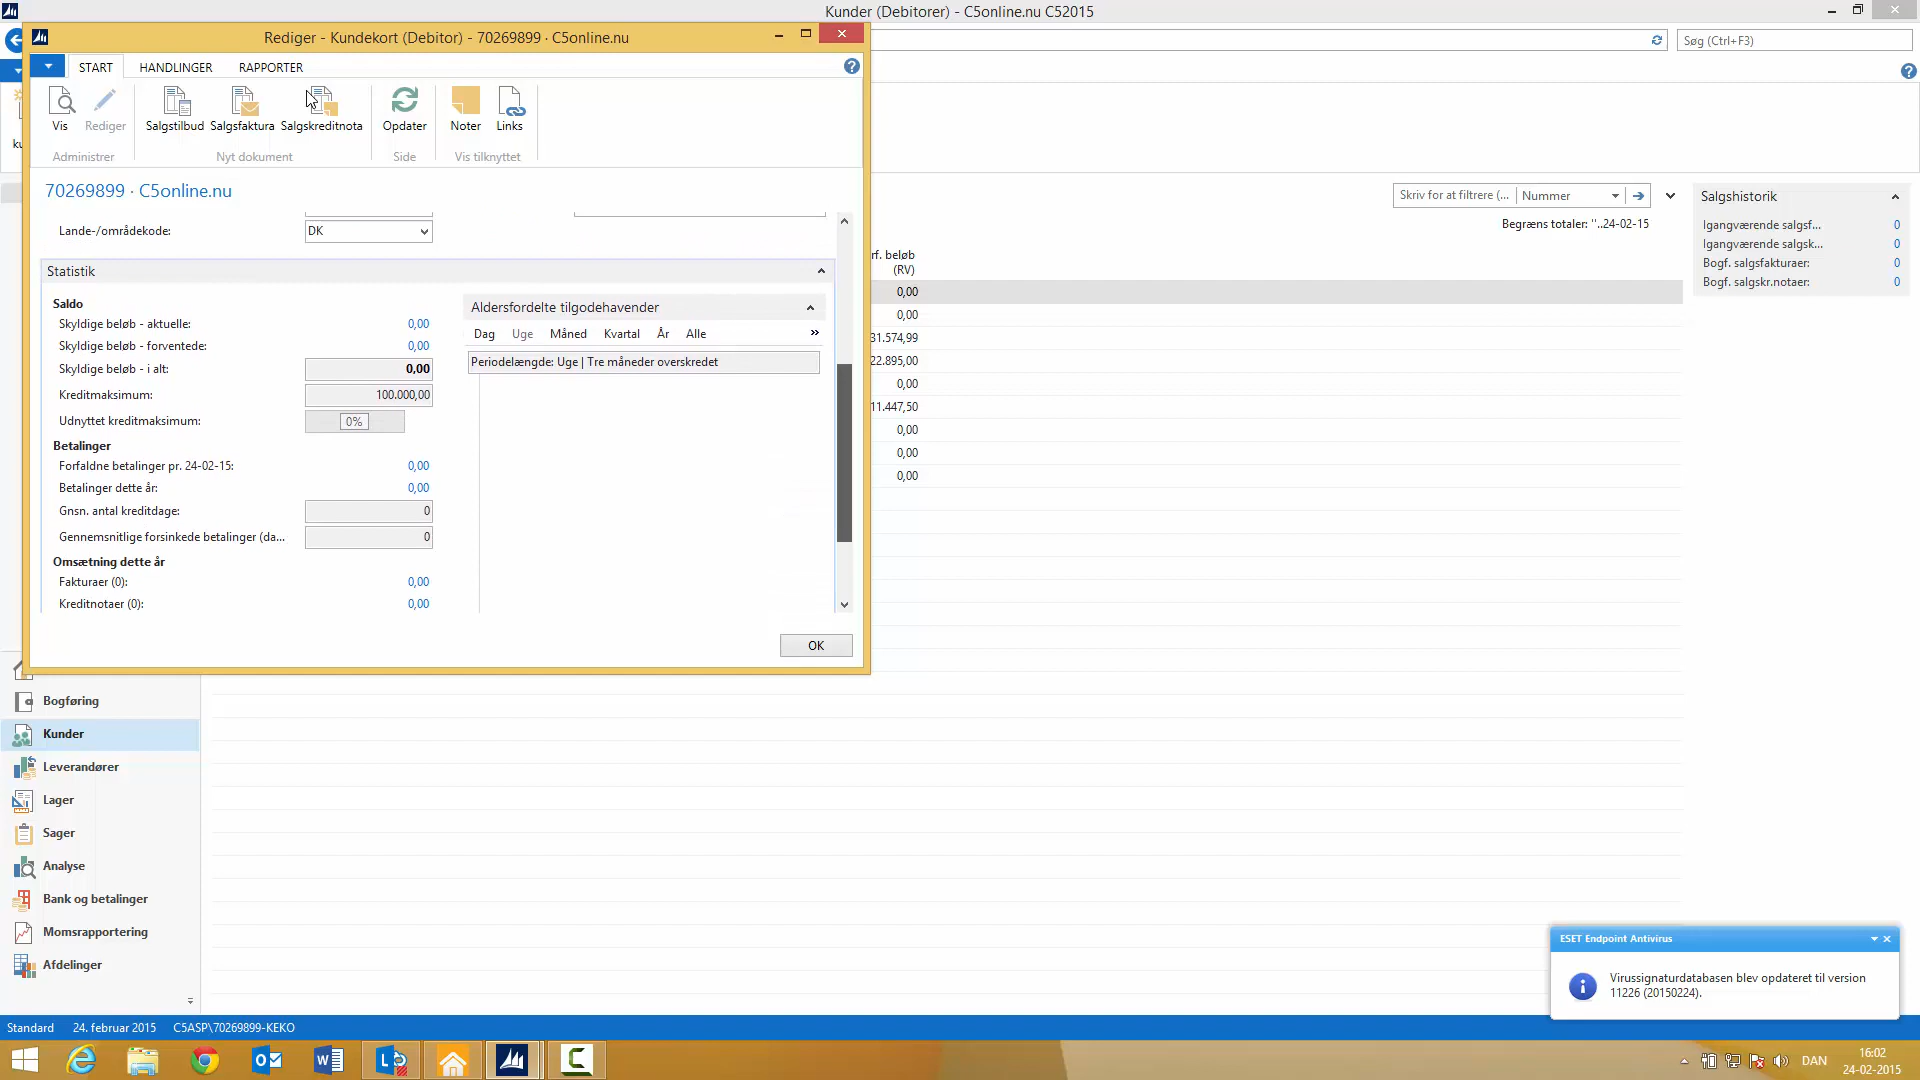 Kunder (Debitorer) - C5online.nu C52015
Rediger - Kundekort (Debitor) - 70269899 · C5online.nu
Søg (Ctrl+F3)
START HANDLINGER RAPPORTER
Vis Rediger Salgstilbud Salgsfaktura Salgskreditnota Opdater Noter Links
Administrer Nyt dokument Side Vis tilknyttet
70269899 · C5online.nu
Lande-/områdekode: DK
Statistik
Saldo
Skyldige beløb - aktuelle: 0,00
Skyldige beløb - forventede: 0,00
Skyldige beløb - i alt: 0,00
Kreditmaksimum: 100.000,00
Udnyttet kreditmaksimum: 0%
Betalinger
Forfaldne betalinger pr. 24-02-15: 0,00
Betalinger dette år: 0,00
Gnsn. antal kreditdage: 0
Gennemsnitlige forsinkede betalinger (da... 0
Omsætning dette år
Fakturaer (0): 0,00
Kreditnotaer (0): 0,00
Aldersfordelte tilgodehavender
Dag Uge Måned Kvartal År Alle »
Periodelængde: Uge | Tre måneder overskredet
OK
Skriv for at filtrere (... Nummer
Begræns totaler: ''..24-02-15
rf. beløb
(RV)
0,00
0,00
31.574,99
22.895,00
0,00
11.447,50
0,00
0,00
0,00
Salgshistorik
Igangværende salgsf... 0
Igangværende salgsk... 0
Bogf. salgsfakturaer: 0
Bogf. salgskr.notaer: 0
Bogføring
Kunder
Leverandører
Lager
Sager
Analyse
Bank og betalinger
Momsrapportering
Afdelinger
ESET Endpoint Antivirus
Virussignaturdatabasen blev opdateret til version
11226 (20150224).
Standard 24. februar 2015 C5ASP\70269899-KEKO
DAN
16:02
24-02-2015